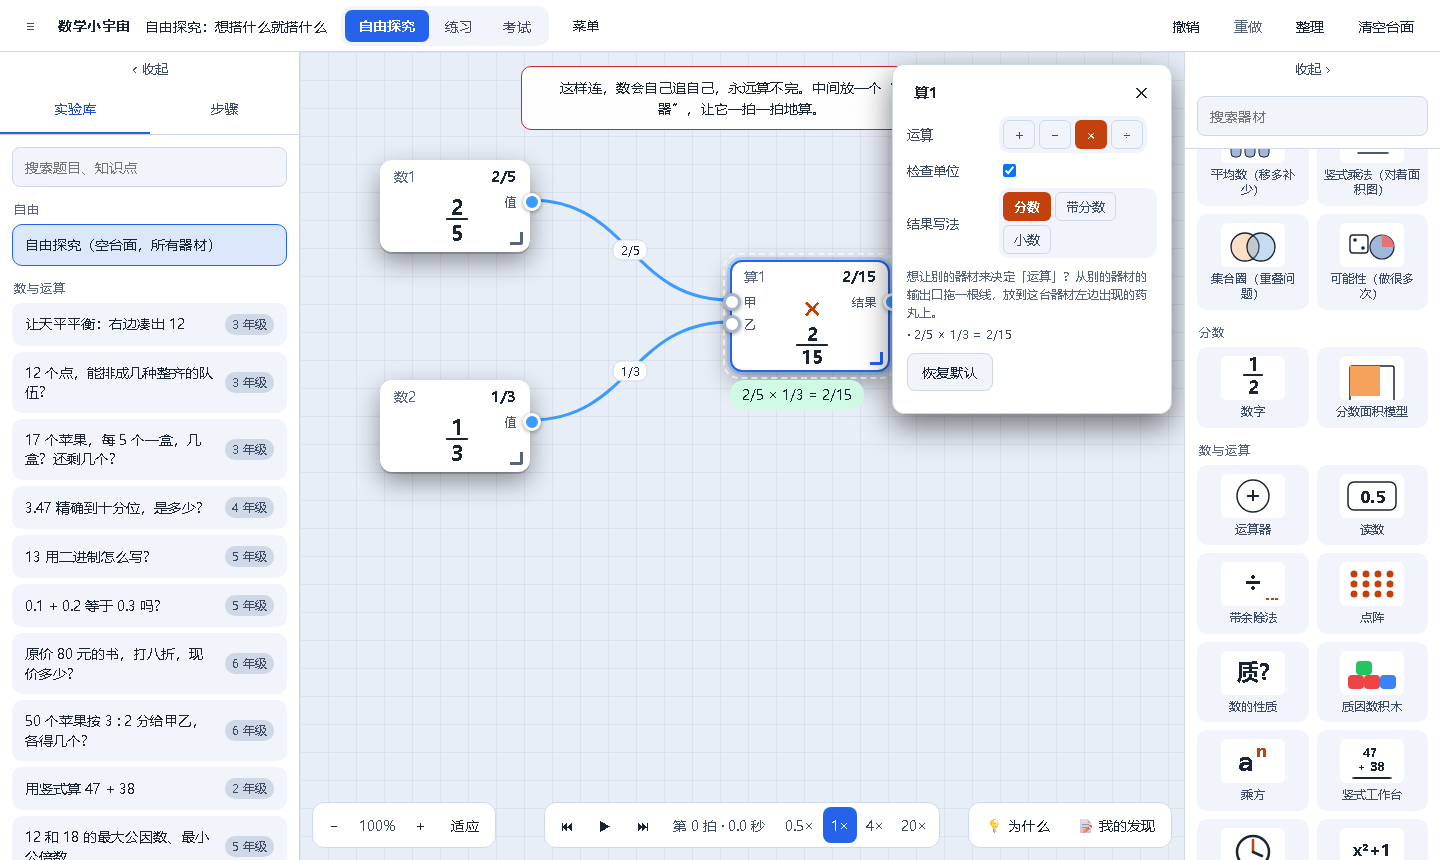 ☰ 数学小宇宙 自由探究：想搭什么就搭什么 自由探究 练习 考试 菜单 撤销 重做 整理 清空台面
‹ 收起
实验库 步骤
搜索题目、知识点
自由
自由探究（空台面，所有器材）
数与运算
让天平平衡：右边凑出 12 3 年级
12 个点，能排成几种整齐的队
伍？ 3 年级
17 个苹果，每 5 个一盒，几
盒？还剩几个？ 3 年级
3.47 精确到十分位，是多少？ 4 年级
13 用二进制怎么写？ 5 年级
0.1 + 0.2 等于 0.3 吗？ 5 年级
原价 80 元的书，打八折，现
价多少？ 6 年级
50 个苹果按 3 : 2 分给甲乙，
各得几个？ 6 年级
用竖式算 47 + 38 2 年级
12 和 18 的最大公因数、最小
公倍数 5 年级
这样连，数会自己追自己，永远算不完。中间放一个“
器”，让它一拍一拍地算。
数1 2/5
值
2
5
2/5
数2 1/3
值
1
3
1/3
算1 2/15
甲 结果
乙
×
2
15
2/5 × 1/3 = 2/15
算1 ✕
运算 + − × ÷
检查单位
结果写法 分数 带分数
小数
想让别的器材来决定「运算」？从别的器材的
输出口拖一根线，放到这台器材左边出现的药
丸上。
· 2/5 × 1/3 = 2/15
恢复默认
− 100% + 适应
第 0 拍 · 0.0 秒 0.5× 1× 4× 20×
为什么 我的发现
收起 ›
搜索器材
平均数（移多补
少）
竖式乘法（对着面
积图）
集合圈（重叠问
题）
可能性（做很多
次）
分数
1
2
数字 分数面积模型
数与运算
+ 0.5
运算器 读数
÷ ...
带余除法 点阵
质?
数的性质 质因数积木
aⁿ 47
+ 38
乘方 竖式工作台
x²+1